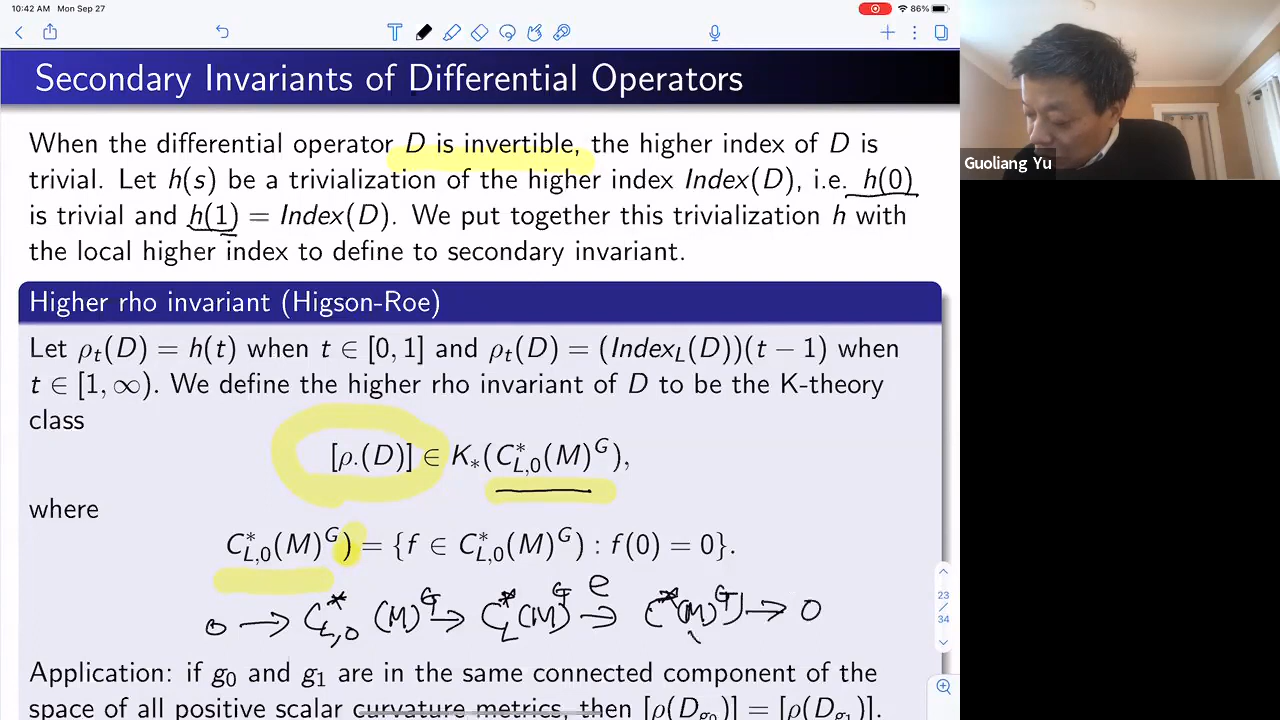 10:42 AM Mon Sep 27
86%
Guoliang Yu
Secondary Invariants of Differential Operators
When the differential operator D is invertible, the higher index of D is
trivial. Let h(s) be a trivialization of the higher index Index(D), i.e. h(0)
is trivial and h(1) = Index(D). We put together this trivialization h with
the local higher index to define to secondary invariant.
Higher rho invariant (Higson-Roe)
Let ρ_t(D) = h(t) when t ∈ [0, 1] and ρ_t(D) = (Index_L(D))(t − 1) when
t ∈ [1, ∞). We define the higher rho invariant of D to be the K-theory
class
[ρ.(D)] ∈ K_*(C*_{L,0}(M)^G),
where
C*_{L,0}(M)^G) = {f ∈ C*_{L,0}(M)^G) : f(0) = 0}.
0 → C*_{L,0}(M)^G → C*_L(M)^G e→ C*(M)^G) → 0
23
/
34
Application: if g_0 and g_1 are in the same connected component of the
space of all positive scalar curvature metrics, then [ρ(D_{g_0})] = [ρ(D_{g_1})].